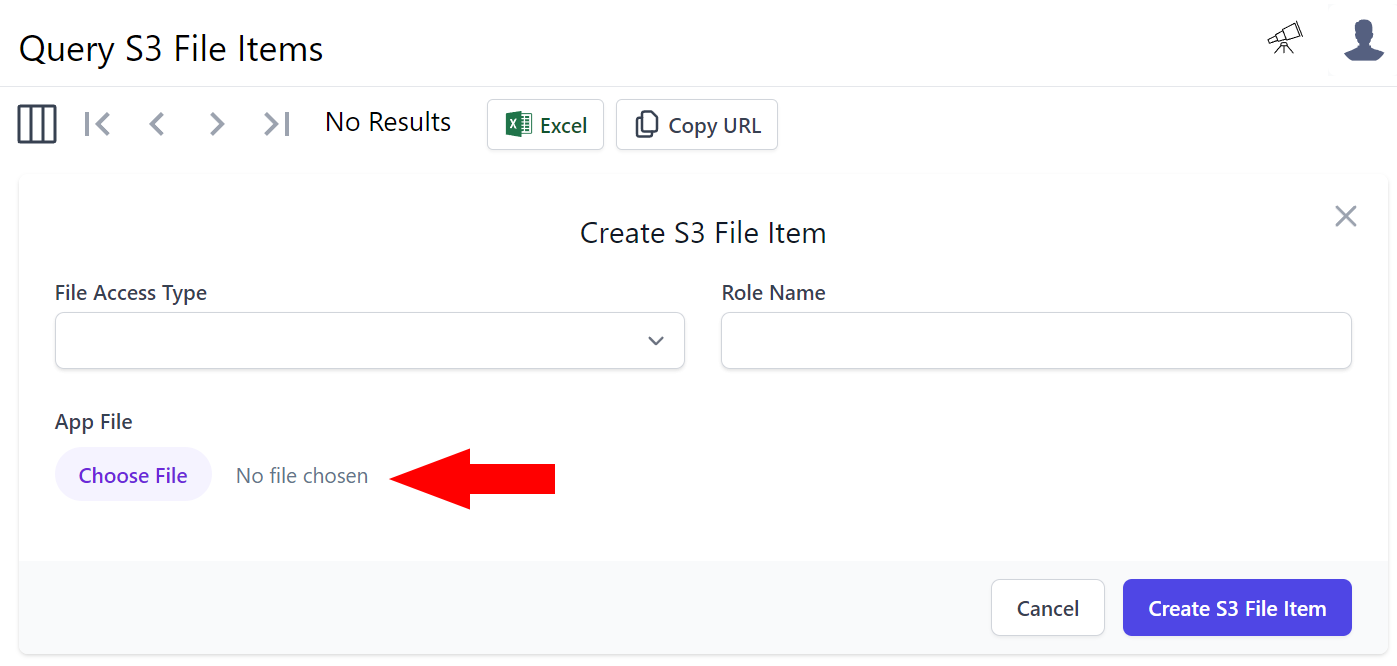 Query S3 File Items
No Results
Excel
Copy URL
Create S3 File Item
File Access Type
Role Name
App File
Choose File No file chosen
Cancel
Create S3 File Item